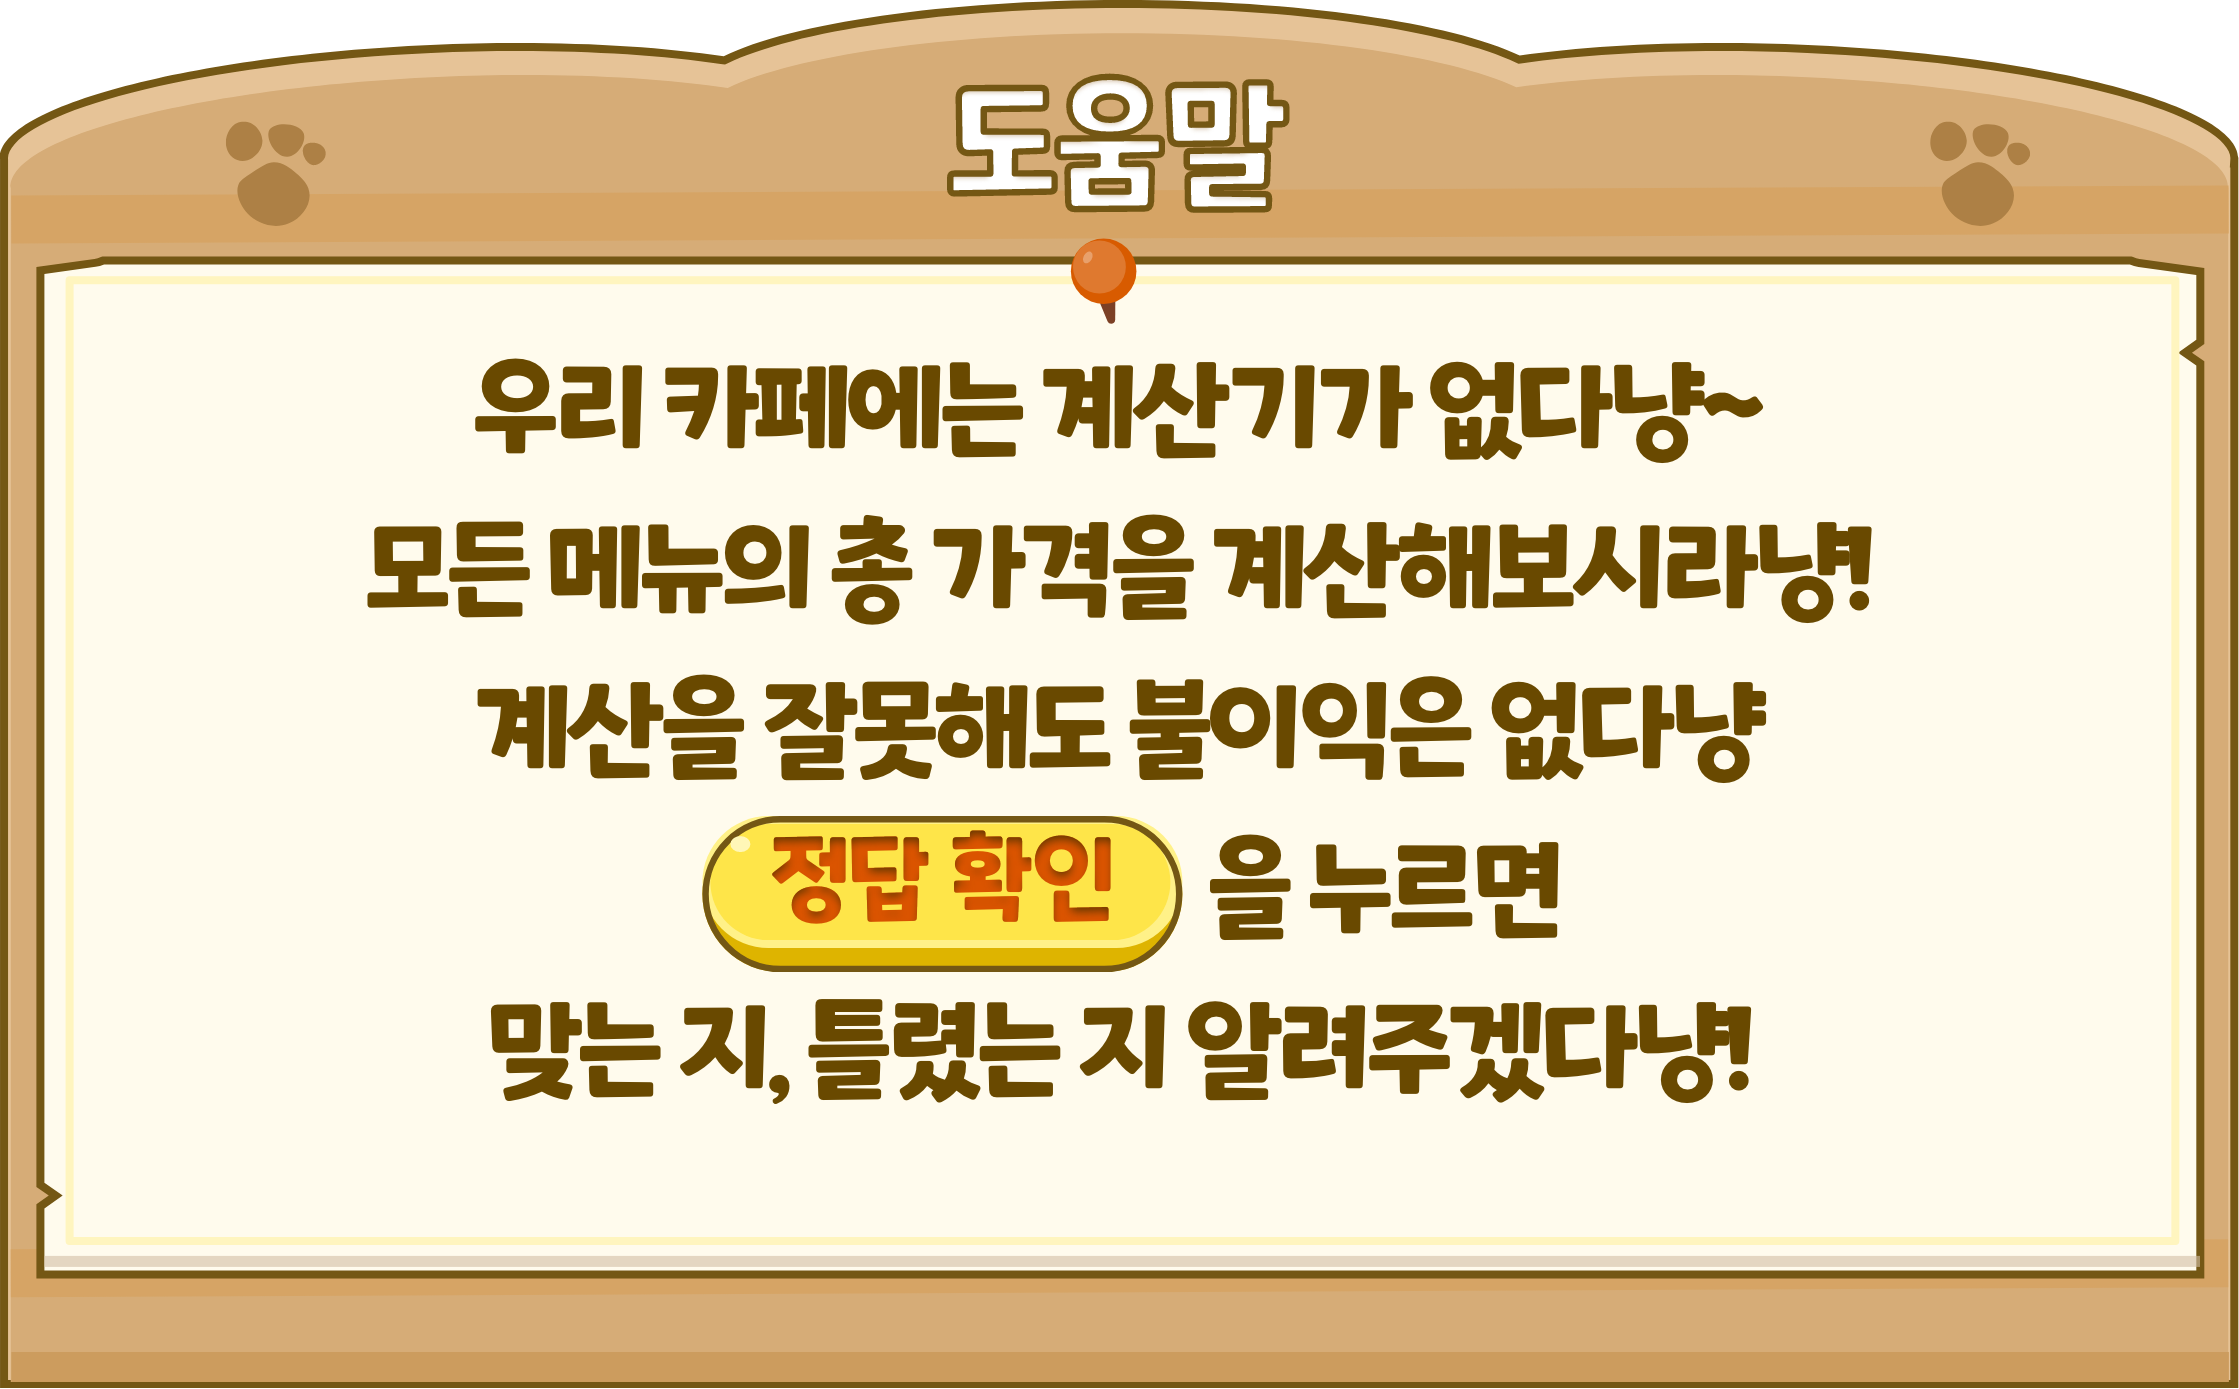 도움말
우리 카페에는 계산기가 없다냥~
모든 메뉴의 총 가격을 계산해보시라냥!
계산을 잘못해도 불이익은 없다냥
정답 확인 을 누르면
맞는 지, 틀렸는 지 알려주겠다냥!